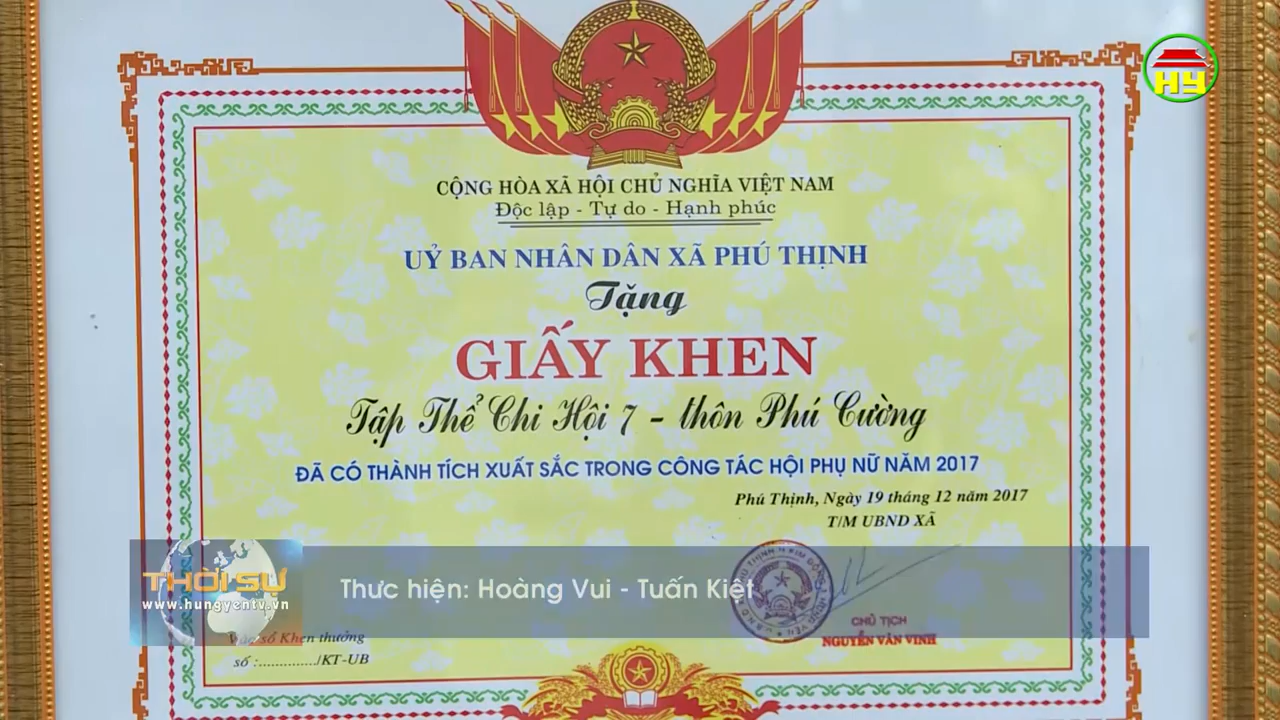 HY
CỘNG HÒA XÃ HỘI CHỦ NGHĨA VIỆT NAM
Độc lập - Tự do - Hạnh phúc
UỶ BAN NHÂN DÂN XÃ PHÚ THỊNH
Tặng
GIẤY KHEN
Tập Thể Chi Hội 7 - thôn Phú Cường
ĐÃ CÓ THÀNH TÍCH XUẤT SẮC TRONG CÔNG TÁC HỘI PHỤ NỮ NĂM 2017
Phú Thịnh, Ngày 19 tháng 12 năm 2017
T/M UBND XÃ
THỜI SỰ
www.hungyentv.vn
Thực hiện: Hoàng Vui - Tuấn Kiệt
CHỦ TỊCH
NGUYỄN VĂN VINH
sổ Khen thưởng
số :............../KT-UB